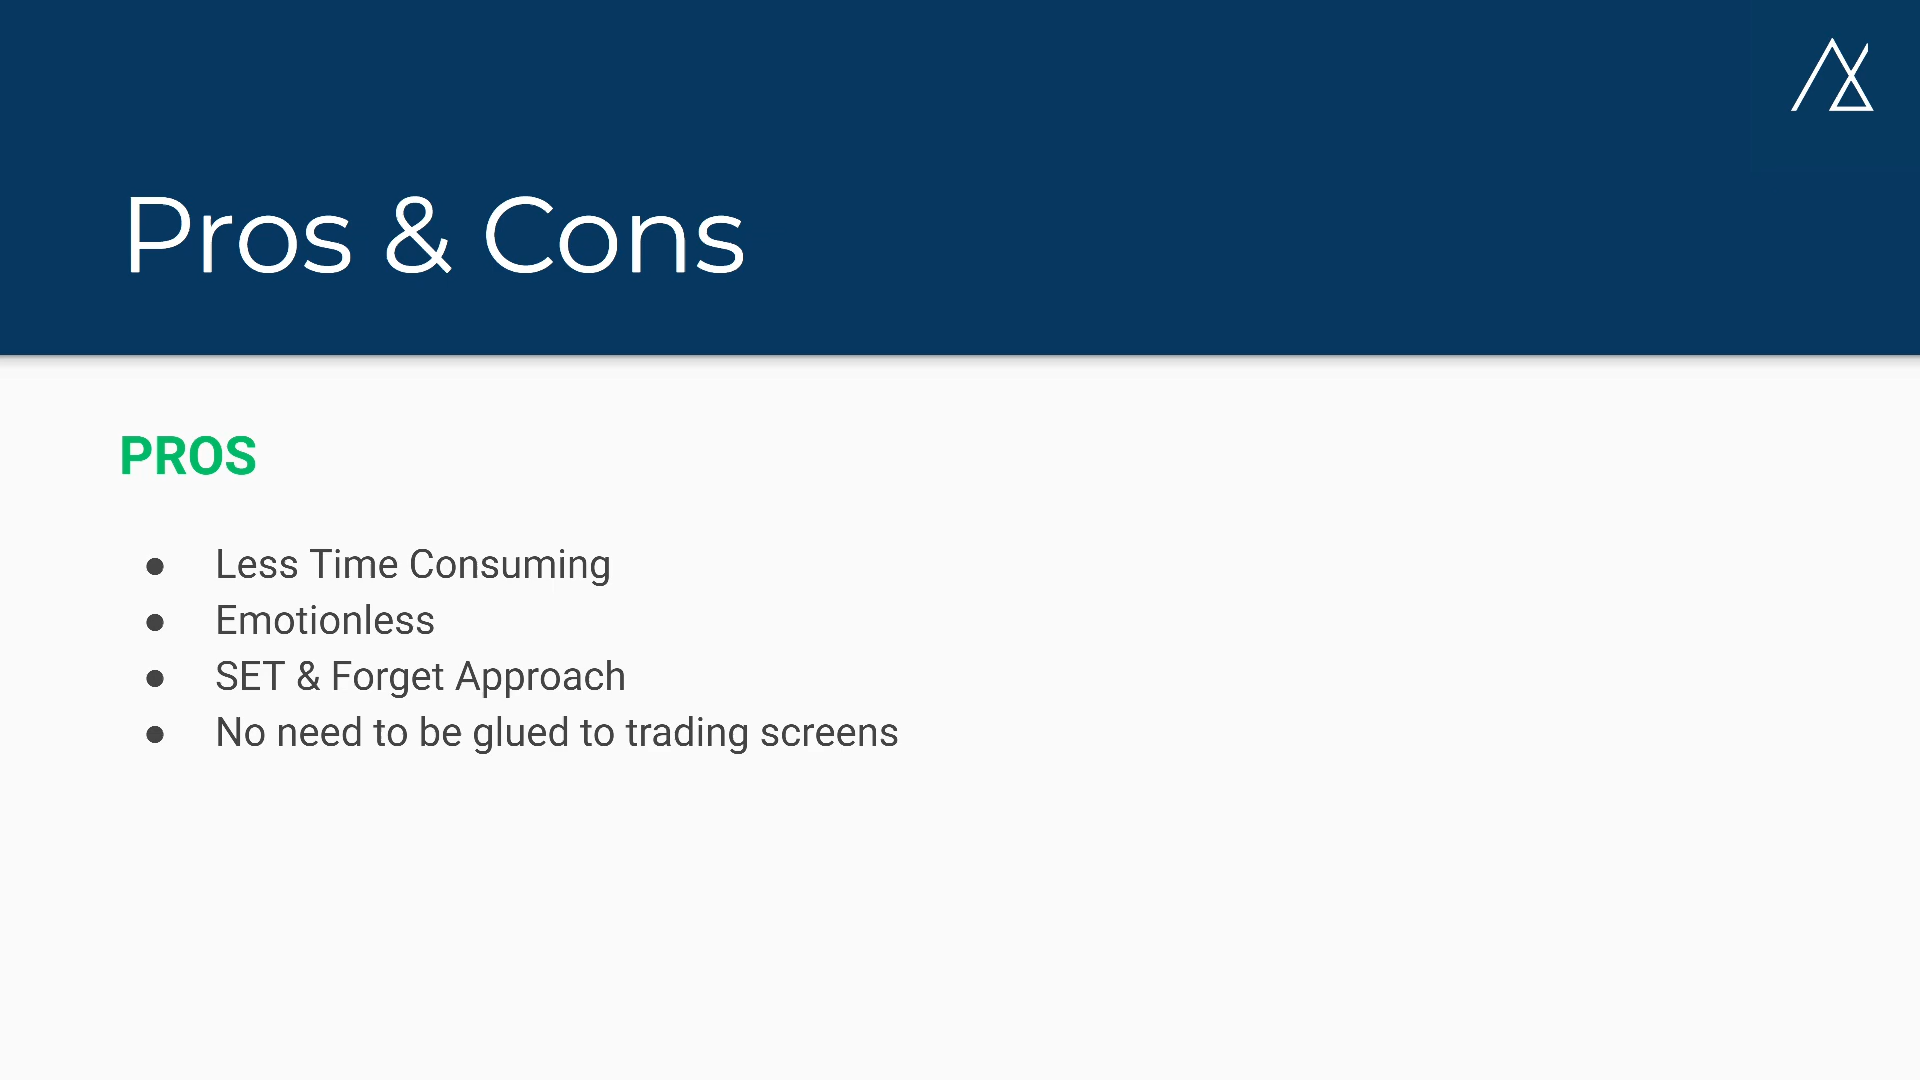 Pros & Cons
PROS
● Less Time Consuming
● Emotionless
● SET & Forget Approach
● No need to be glued to trading screens